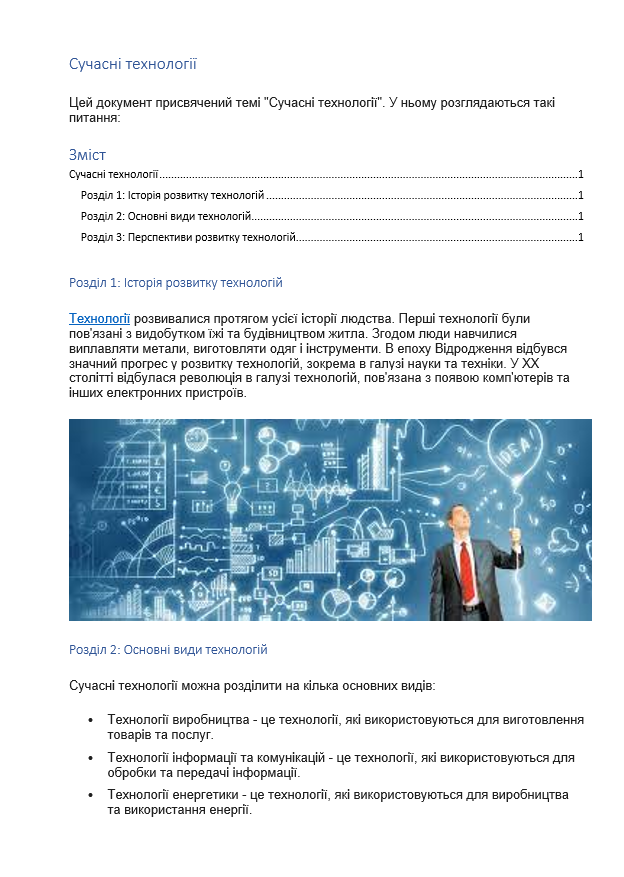 Сучасні технології
Цей документ присвячений темі "Сучасні технології". У ньому розглядаються такі
питання:
Зміст
Сучасні технології.....1
Розділ 1: Історія розвитку технологій.....1
Розділ 2: Основні види технологій.....1
Розділ 3: Перспективи розвитку технологій.....1
Розділ 1: Історія розвитку технологій
Технології розвивалися протягом усієї історії людства. Перші технології були
пов'язані з видобутком їжі та будівництвом житла. Згодом люди навчилися
виплавляти метали, виготовляти одяг і інструменти. В епоху Відродження відбувся
значний прогрес у розвитку технологій, зокрема в галузі науки та техніки. У XX
столітті відбулася революція в галузі технологій, пов'язана з появою комп'ютерів та
інших електронних пристроїв.
IDEA
Розділ 2: Основні види технологій
Сучасні технології можна розділити на кілька основних видів:
• Технології виробництва - це технології, які використовуються для виготовлення
товарів та послуг.
• Технології інформації та комунікацій - це технології, які використовуються для
обробки та передачі інформації.
• Технології енергетики - це технології, які використовуються для виробництва
та використання енергії.